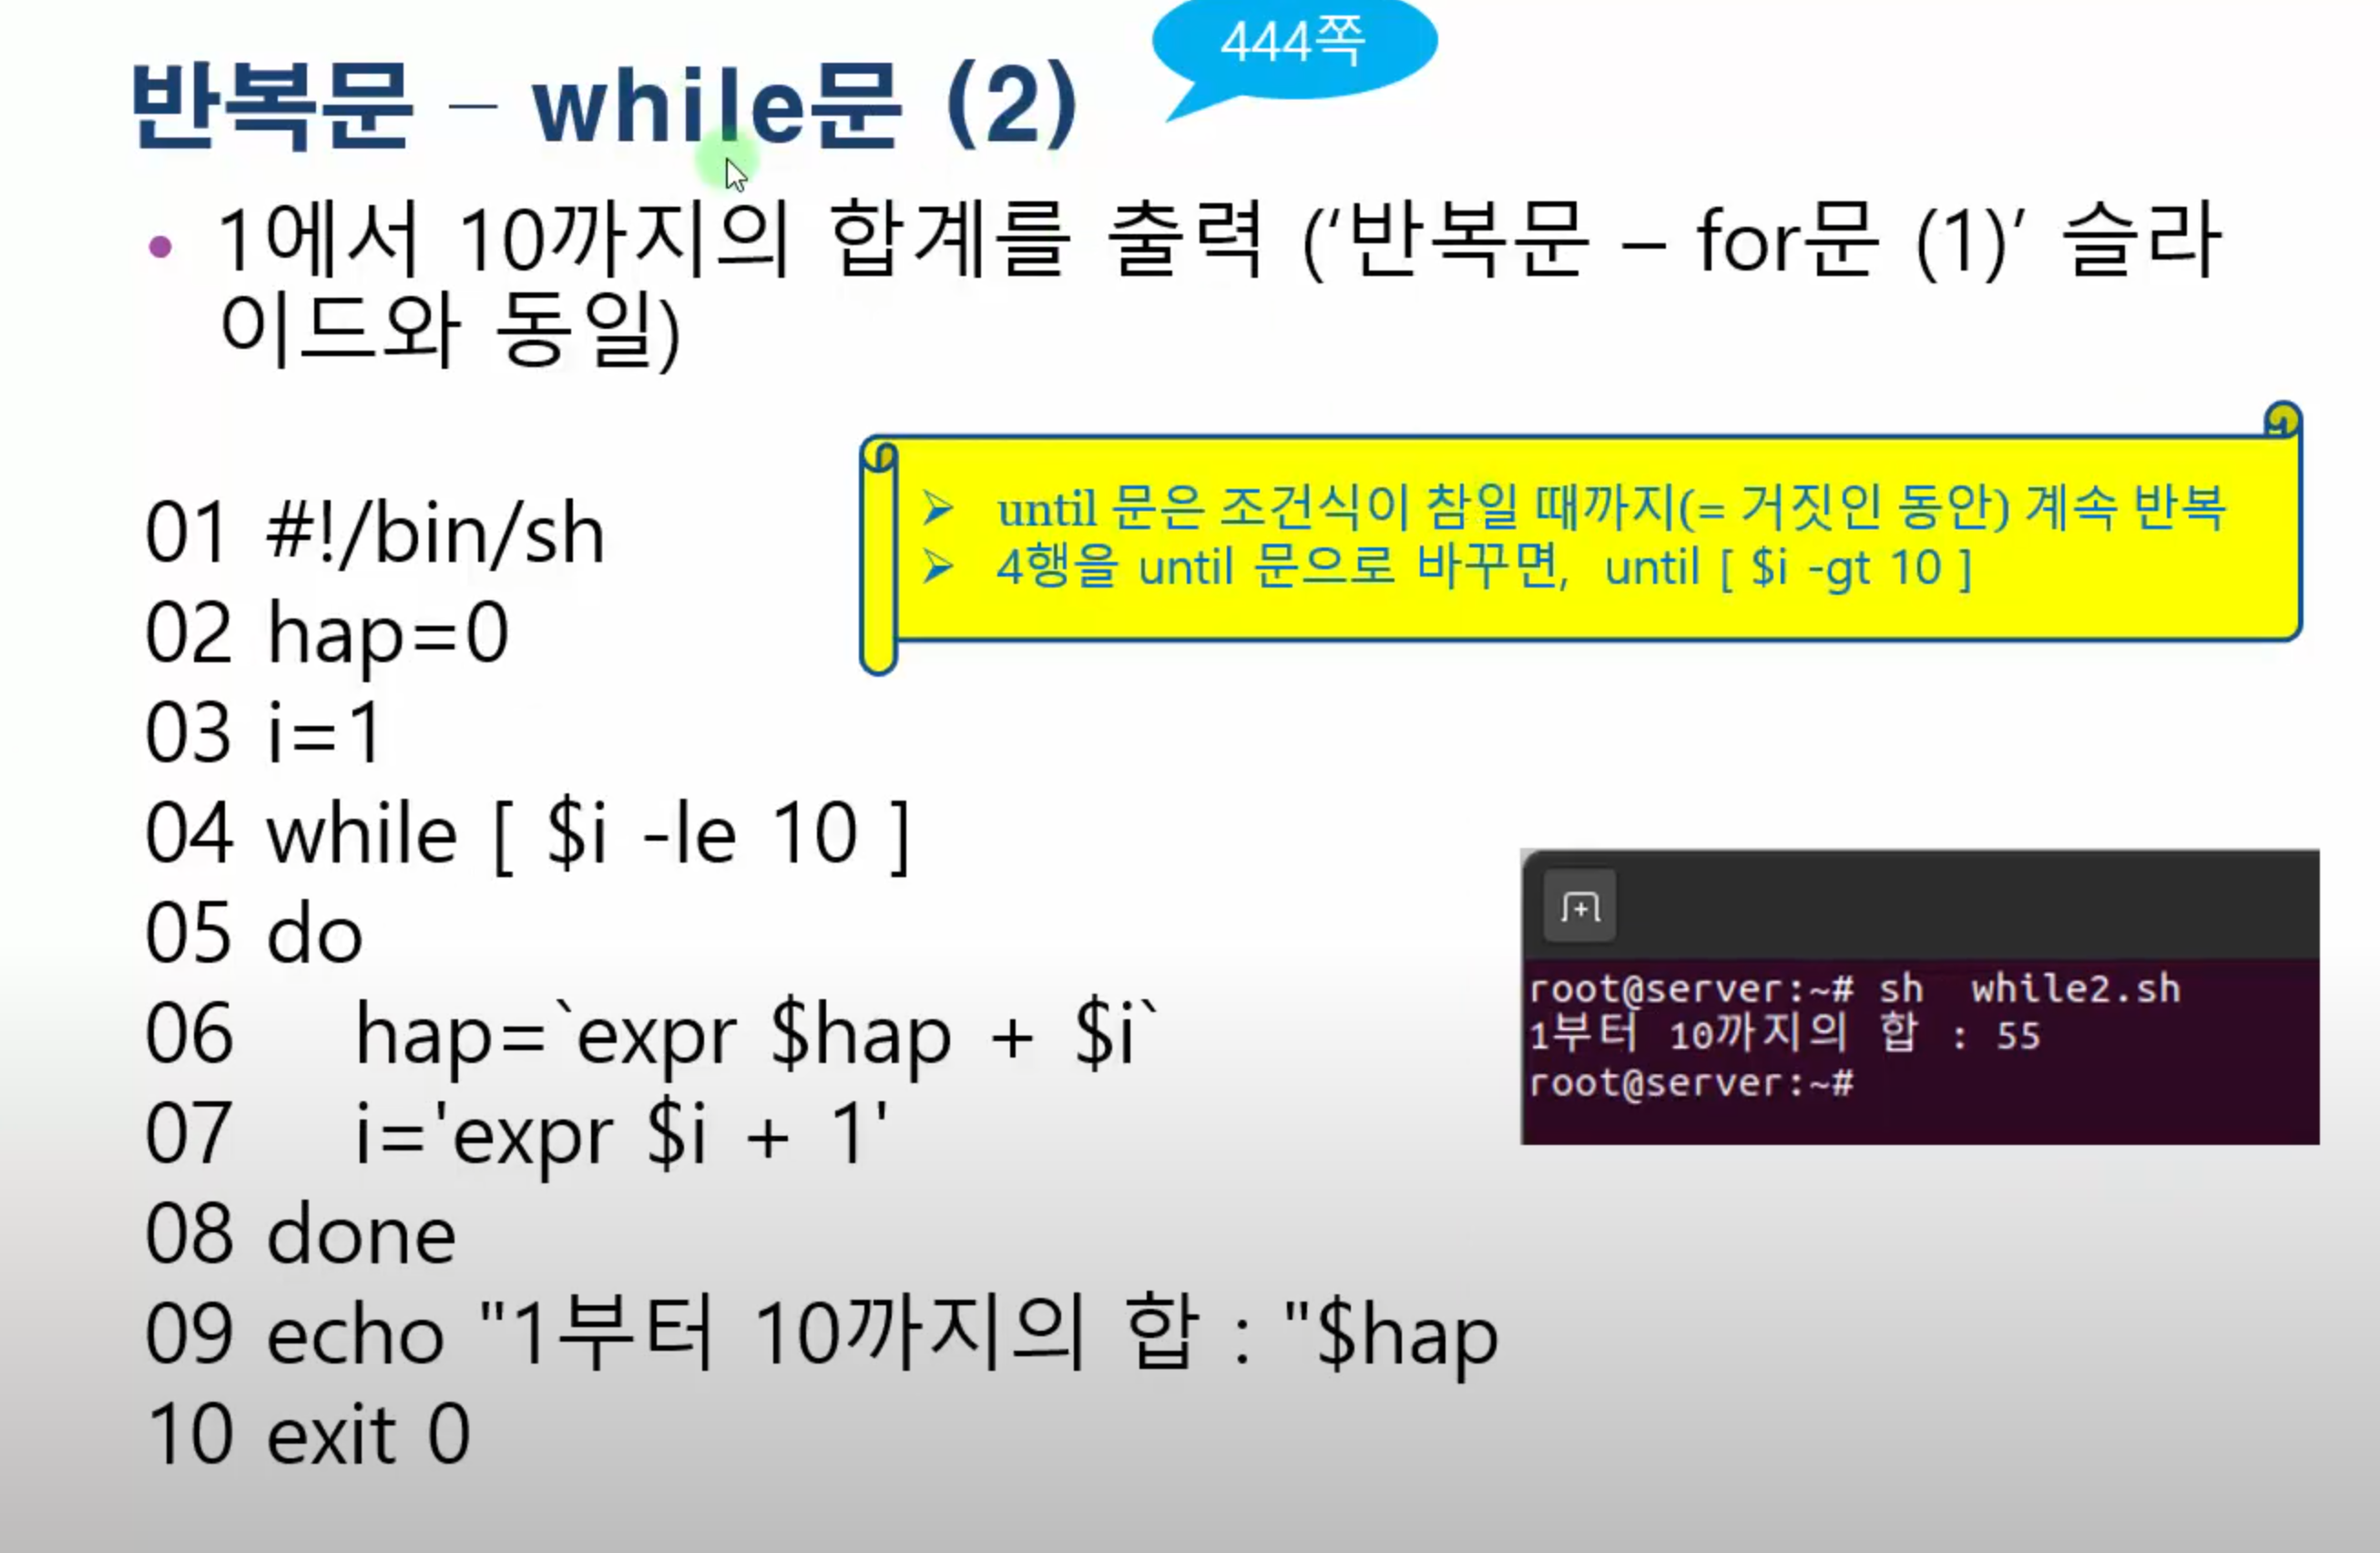 444쪽
반복문 – while문 (2)
• 1에서 10까지의 합계를 출력 (‘반복문 – for문 (1)’ 슬라
이드와 동일)
➢ until 문은 조건식이 참일 때까지(= 거짓인 동안) 계속 반복
➢ 4행을 until 문으로 바꾸면, until [ $i -gt 10 ]
01 #!/bin/sh
02 hap=0
03 i=1
04 while [ $i -le 10 ]
05 do
06 hap=`expr $hap + $i`
07 i='expr $i + 1'
08 done
09 echo "1부터 10까지의 합 : "$hap
10 exit 0
root@server:~# sh  while2.sh
1부터 10까지의 합 : 55
root@server:~#